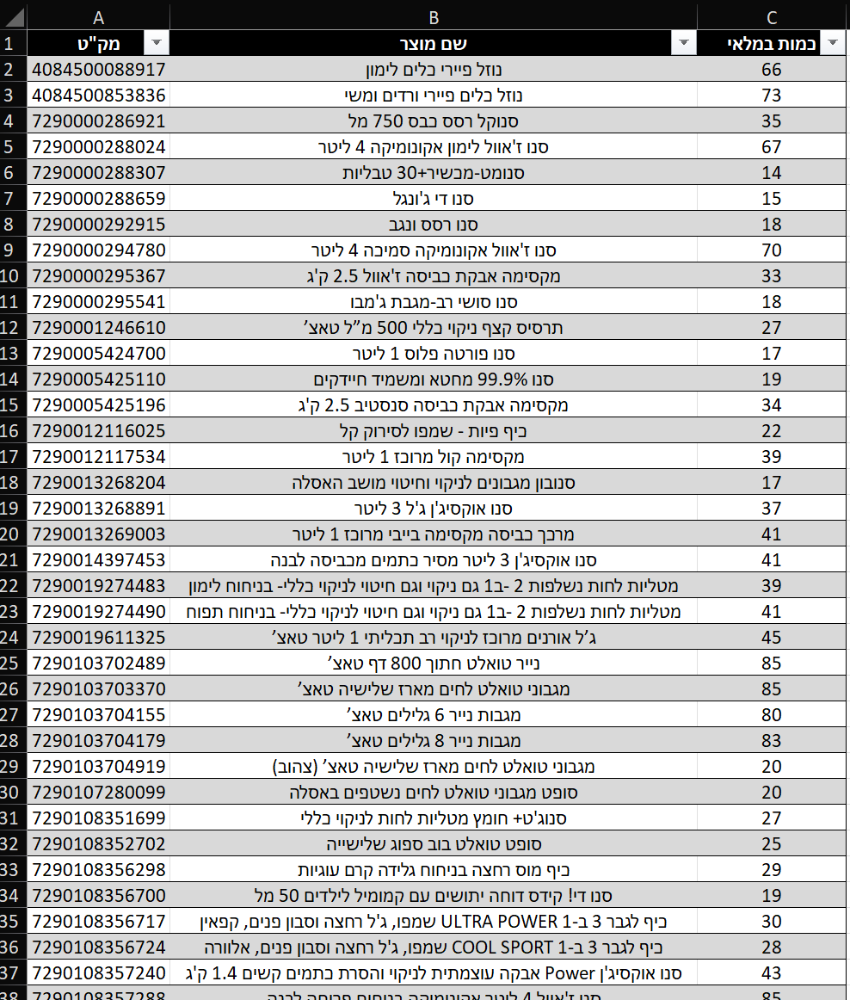 A B C
1 מק"ט שם מוצר כמות במלאי
2 4084500088917 נוזל פיירי כלים לימון 66
3 4084500853836 נוזל כלים פיירי ורדים ומשי 73
4 7290000286921 סנוקל רסס כבס 750 מל 35
5 7290000288024 סנו ז'אוול לימון אקונומיקה 4 ליטר 67
6 7290000288307 סנומט-מכשיר+30 טבליות 14
7 7290000288659 סנו די ג'ונגל 15
8 7290000292915 סנו רסס ונגב 18
9 7290000294780 סנו ז'אוול אקונומיקה סמיכה 4 ליטר 70
10 7290000295367 מקסימה אבקת כביסה ז'אוול 2.5 ק'ג 33
11 7290000295541 סנו סושי רב-מגבת ג'מבו 18
12 7290001246610 תרסיס קצף ניקוי כללי 500 מ”ל טאצ’ 27
13 7290005424700 סנו פורטה פלוס 1 ליטר 17
14 7290005425110 סנו 99.9% מחטא ומשמיד חיידקים 19
15 7290005425196 מקסימה אבקת כביסה סנסטיב 2.5 ק'ג 34
16 7290012116025 כיף פיות - שמפו לסירוק קל 22
17 7290012117534 מקסימה קול מרוכז 1 ליטר 39
18 7290013268204 סנובון מגבונים לניקוי וחיטוי מושב האסלה 17
19 7290013268891 סנו אוקסיג'ן ג'ל 3 ליטר 37
20 7290013269003 מרכך כביסה מקסימה בייבי מרוכז 1 ליטר 41
21 7290014397453 סנו אוקסיג'ן 3 ליטר מסיר כתמים מכביסה לבנה 41
22 7290019274483 מטליות לחות נשלפות 2 -ב1 גם ניקוי וגם חיטוי לניקוי כללי- בניחוח לימון 39
23 7290019274490 מטליות לחות נשלפות 2 -ב1 גם ניקוי וגם חיטוי לניקוי כללי- בניחוח תפוח 41
24 7290019611325 ג’ל אורנים מרוכז לניקוי רב תכליתי 1 ליטר טאצ’ 45
25 7290103702489 נייר טואלט חתוך 800 דף טאצ’ 85
26 7290103703370 מגבוני טואלט לחים מארז שלישיה טאצ’ 85
27 7290103704155 מגבות נייר 6 גלילים טאצ’ 80
28 7290103704179 מגבות נייר 8 גלילים טאצ’ 83
29 7290103704919 מגבוני טואלט לחים מארז שלישיה טאצ’ (צהוב) 20
30 7290107280099 סופט מגבוני טואלט לחים נשטפים באסלה 20
31 7290108351699 סנוג'ט+ חומץ מטליות לחות לניקוי כללי 27
32 7290108352702 סופט טואלט בוב ספוג שלישייה 25
33 7290108356298 כיף מוס רחצה בניחוח גלידה קרם עוגיות 29
34 7290108356700 סנו די! קידס דוחה יתושים עם קמומיל לילדים 50 מל 19
35 7290108356717 כיף לגבר 3 ב-1 ULTRA POWER שמפו, ג'ל רחצה וסבון פנים, קפאין 30
36 7290108356724 כיף לגבר 3 ב-1 COOL SPORT שמפו, ג'ל רחצה וסבון פנים, אלוורה 28
37 7290108357240 סנו אוקסיג'ן Power אבקה עוצמתית לניקוי והסרת כתמים קשים 1.4 ק'ג 43
38 7290108357288 סנו ז'אוול 4 ליטר אקונומיקה בניחוח פריחה לבנה 85